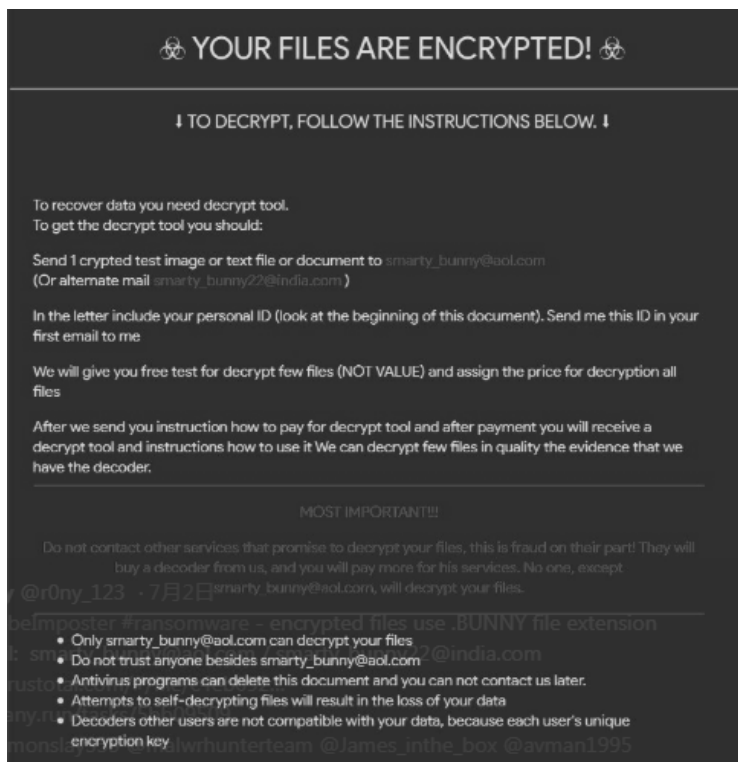 ☣ YOUR FILES ARE ENCRYPTED! ☣
⬇ TO DECRYPT, FOLLOW THE INSTRUCTIONS BELOW. ⬇
To recover data you need decrypt tool.
To get the decrypt tool you should:
Send 1 crypted test image or text file or document to smarty_bunny@aol.com
(Or alternate mail smarty_bunny22@india.com )
In the letter include your personal ID (look at the beginning of this document). Send me this ID in your
first email to me
We will give you free test for decrypt few files (NOT VALUE) and assign the price for decryption all
files
After we send you instruction how to pay for decrypt tool and after payment you will receive a
decrypt tool and instructions how to use it We can decrypt few files in quality the evidence that we
have the decoder.
MOST IMPORTANT!!!
Do not contact other services that promise to decrypt your files, this is fraud on their part! They will
buy a decoder from us, and you will pay more for his services. No one, except
smarty_bunny@aol.com, will decrypt your files.
@r0ny_123 · 7月2日
#ransomware - encrypted files use .BUNNY file extension
• Only smarty_bunny@aol.com can decrypt your files
• Do not trust anyone besides smarty_bunny@aol.com
22@india.com
• Antivirus programs can delete this document and you can not contact us later.
• Attempts to self-decrypting files will result in the loss of your data
• Decoders other users are not compatible with your data, because each user's unique
encryption key
@malwrhunterteam @James_inthe_box @avman1995